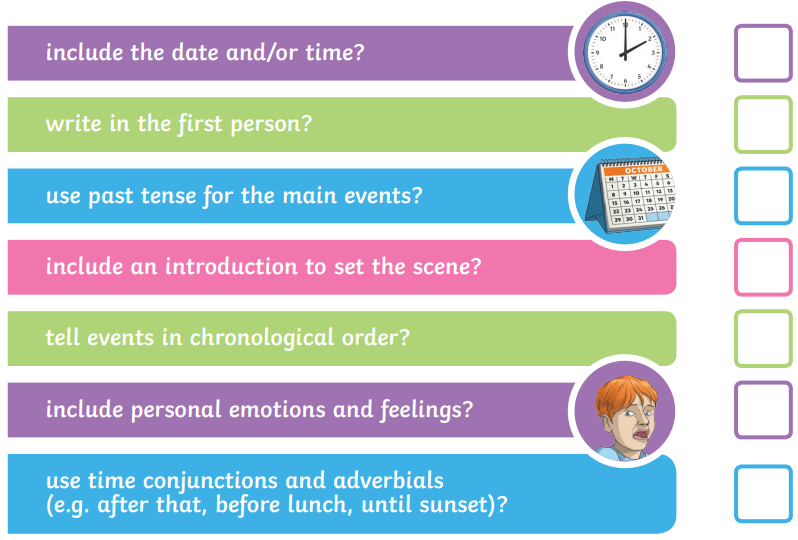 include the date and/or time?
write in the first person?
use past tense for the main events?
OCTOBER
include an introduction to set the scene?
tell events in chronological order?
include personal emotions and feelings?
use time conjunctions and adverbials
(e.g. after that, before lunch, until sunset)?